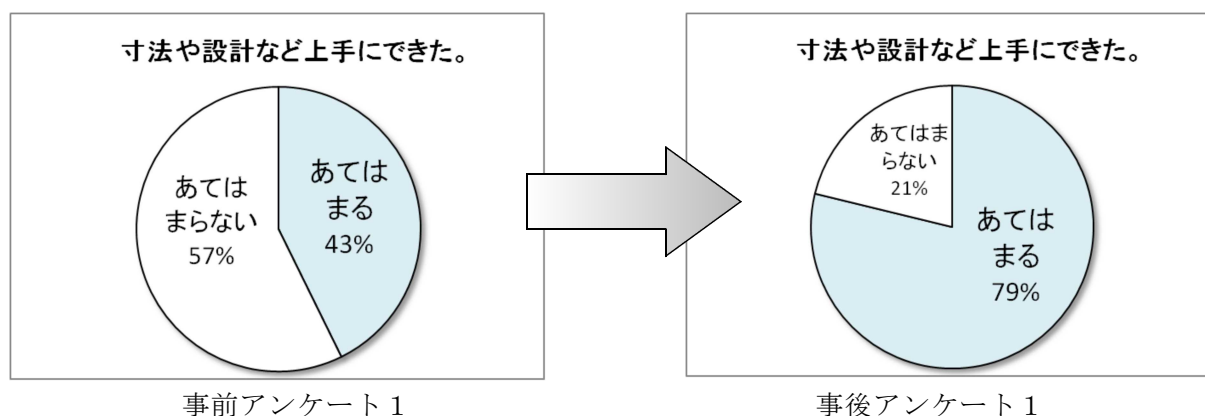 寸法や設計など上手にできた。
あては
まらない
57%
あては
まる
43%
事前アンケート1
寸法や設計など上手にできた。
あてはま
らない
21%
あては
まる
79%
事後アンケート1